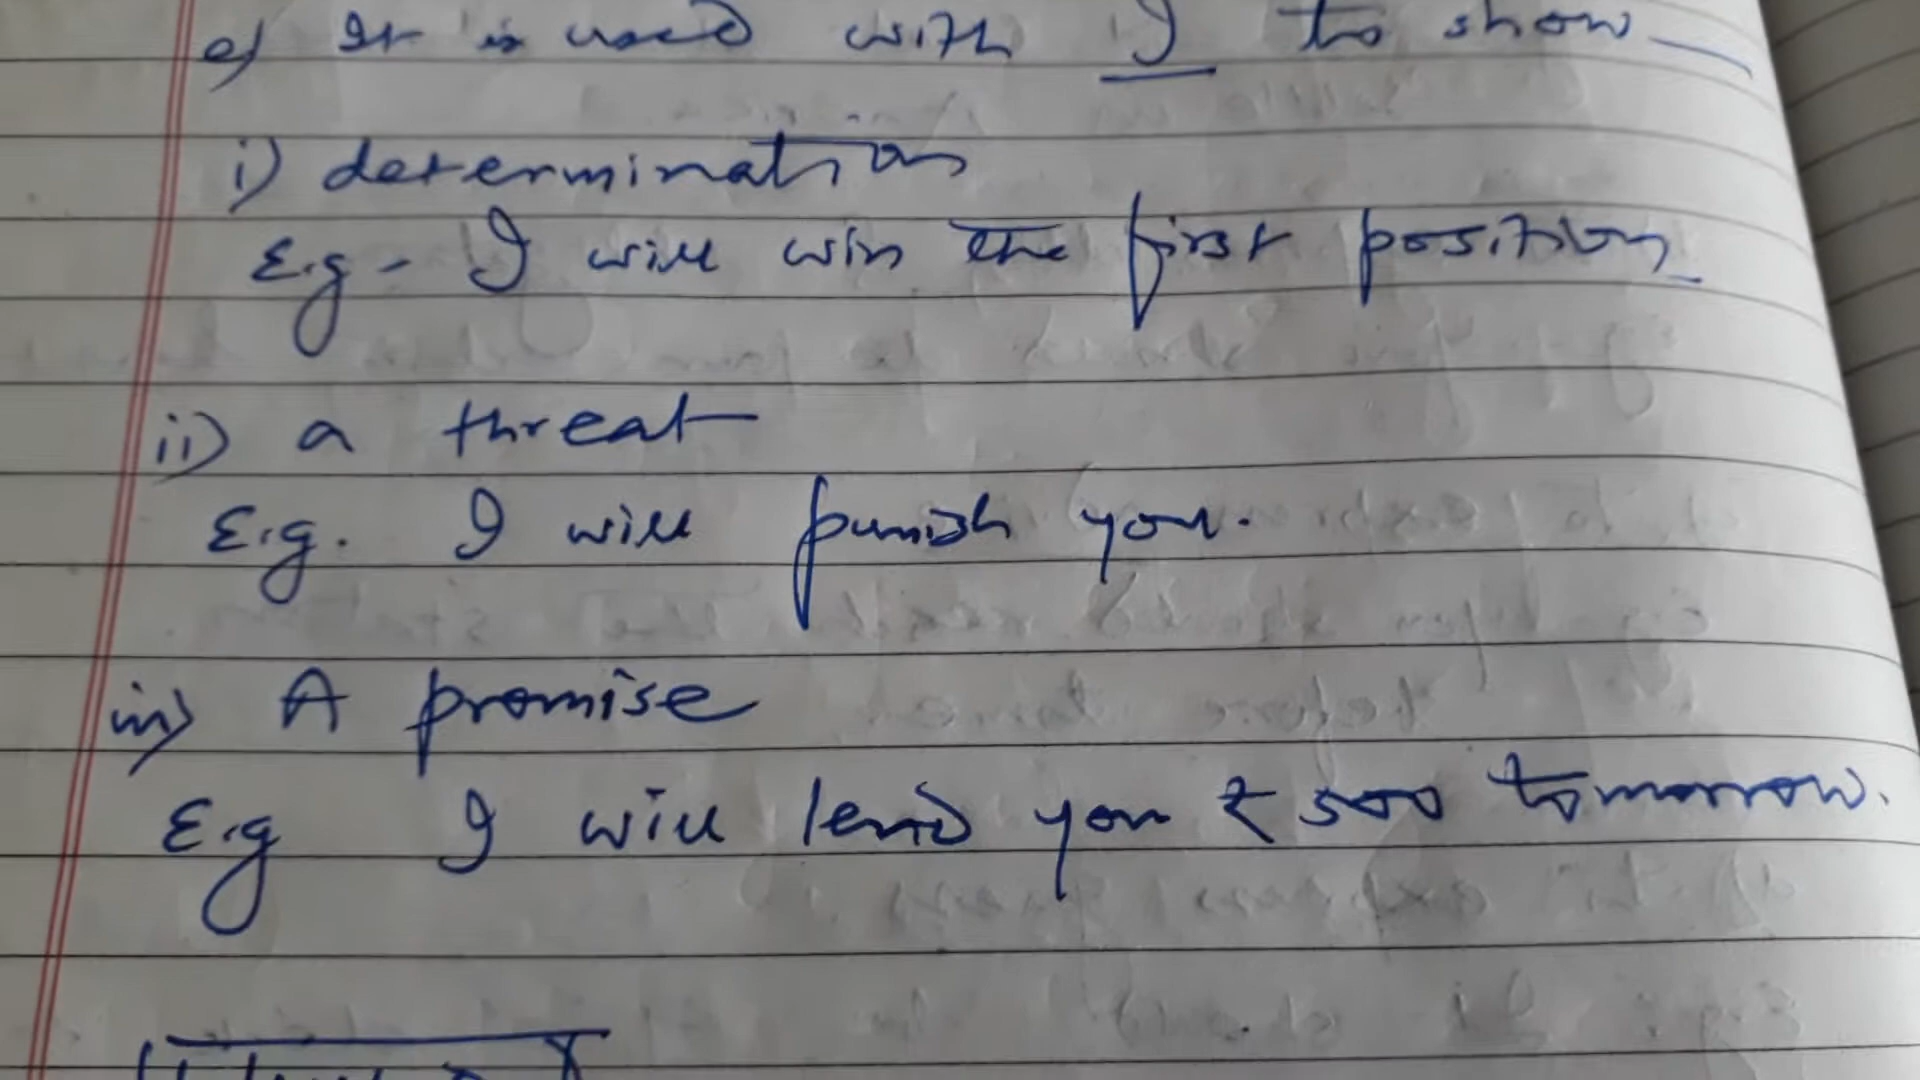 e) It is used with I to show
i) determination
E.g - I will win the first position
ii) a threat
E.g. I will punish you.
iii) A promise
E.g I will lend you ₹ 500 tomorrow.